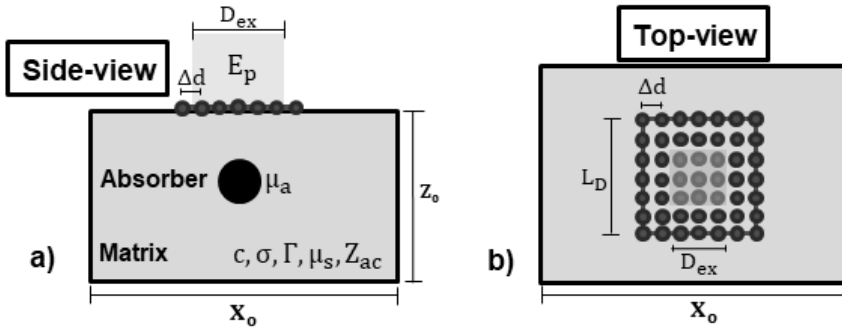 D_ex
Side-view
E_p
Δd
Absorber
μ_a
z_o
a)
Matrix
c, σ, Γ, μ_s, Z_ac
x_o
Top-view
Δd
L_D
b)
D_ex
x_o